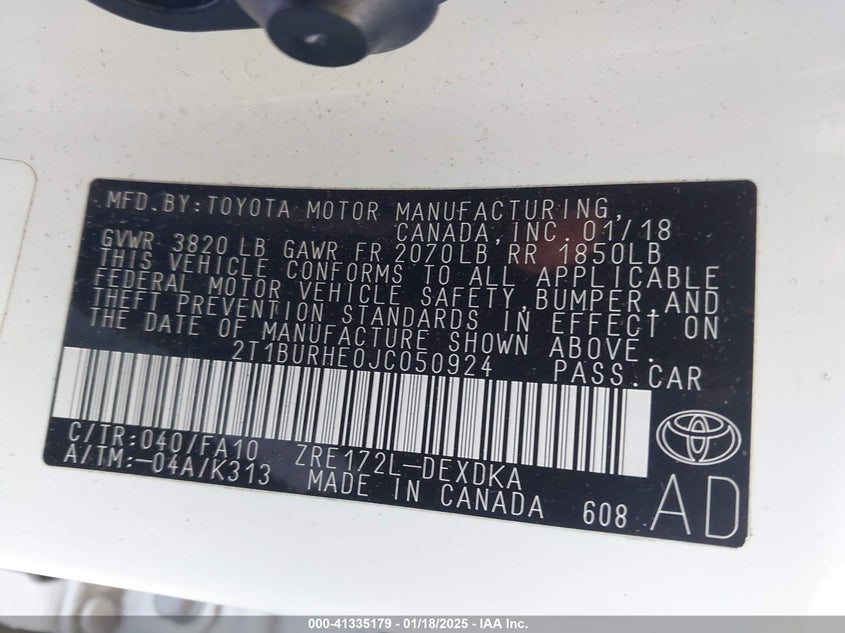 MFD.BY:TOYOTA MOTOR MANUFACTURING,
CANADA,INC. 01/18
GVWR 3820 LB GAWR FR 2070LB RR 1850LB
THIS VEHICLE CONFORMS TO ALL APPLICABLE
FEDERAL MOTOR VEHICLE SAFETY,BUMPER,AND
THEFT PREVENTION STANDARDS IN EFFECT ON
THE DATE OF MANUFACTURE SHOWN ABOVE.
2T1BURHE0JC050924 PASS.CAR
C/TR:040/FA10 ZRE172L-DEXDKA
A/TM:-04A/K313 MADE IN CANADA 608 AD
000-41335179 - 01/18/2025 - IAA Inc.